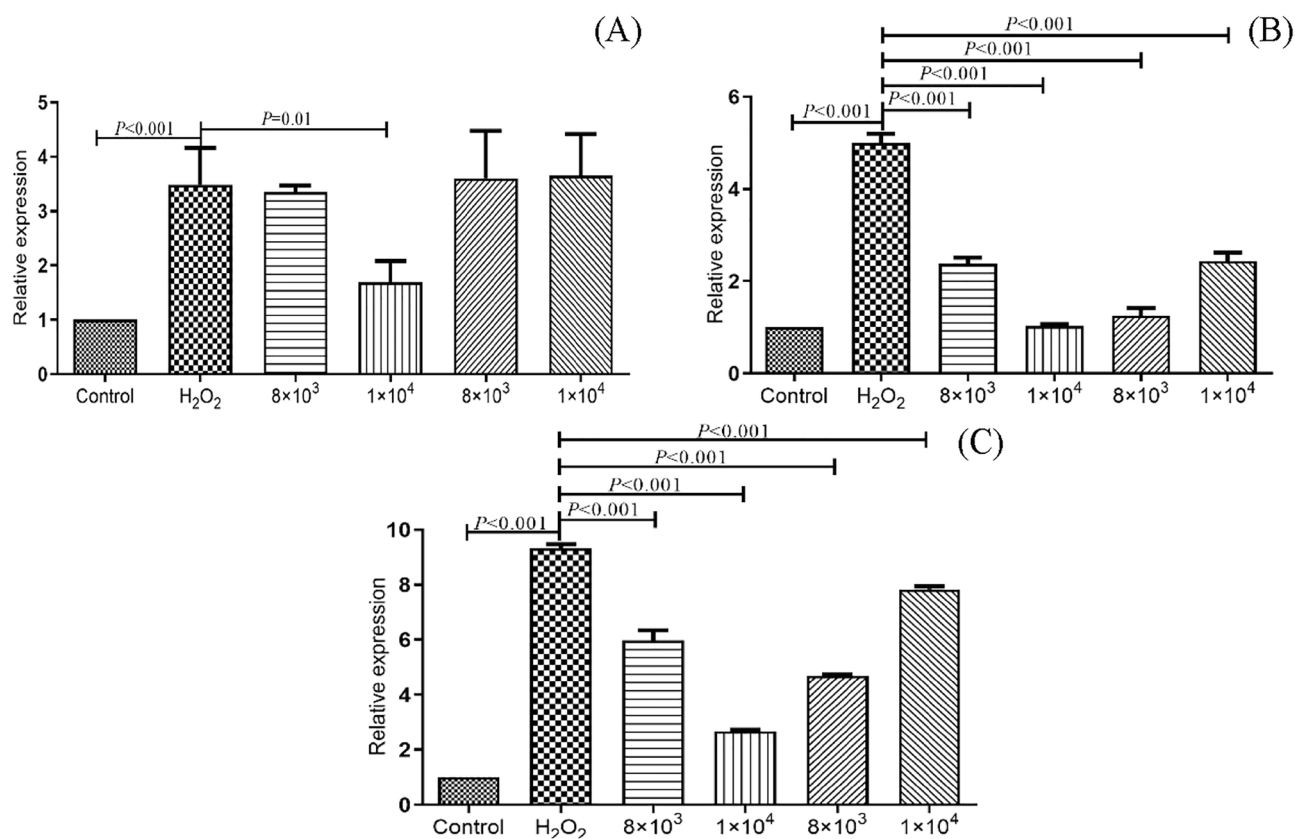 (A)
Relative expression
5
4
3
2
1
0
P<0.001
P=0.01
Control H₂O₂ 8×10³ 1×10⁴ 8×10³ 1×10⁴
(B)
Relative expression
6
4
2
0
P<0.001
P<0.001
P<0.001
P<0.001 P<0.001
Control H₂O₂ 8×10³ 1×10⁴ 8×10³ 1×10⁴
(C)
Relative expression
10
8
6
4
2
0
P<0.001
P<0.001
P<0.001
P<0.001 P<0.001
Control H₂O₂ 8×10³ 1×10⁴ 8×10³ 1×10⁴